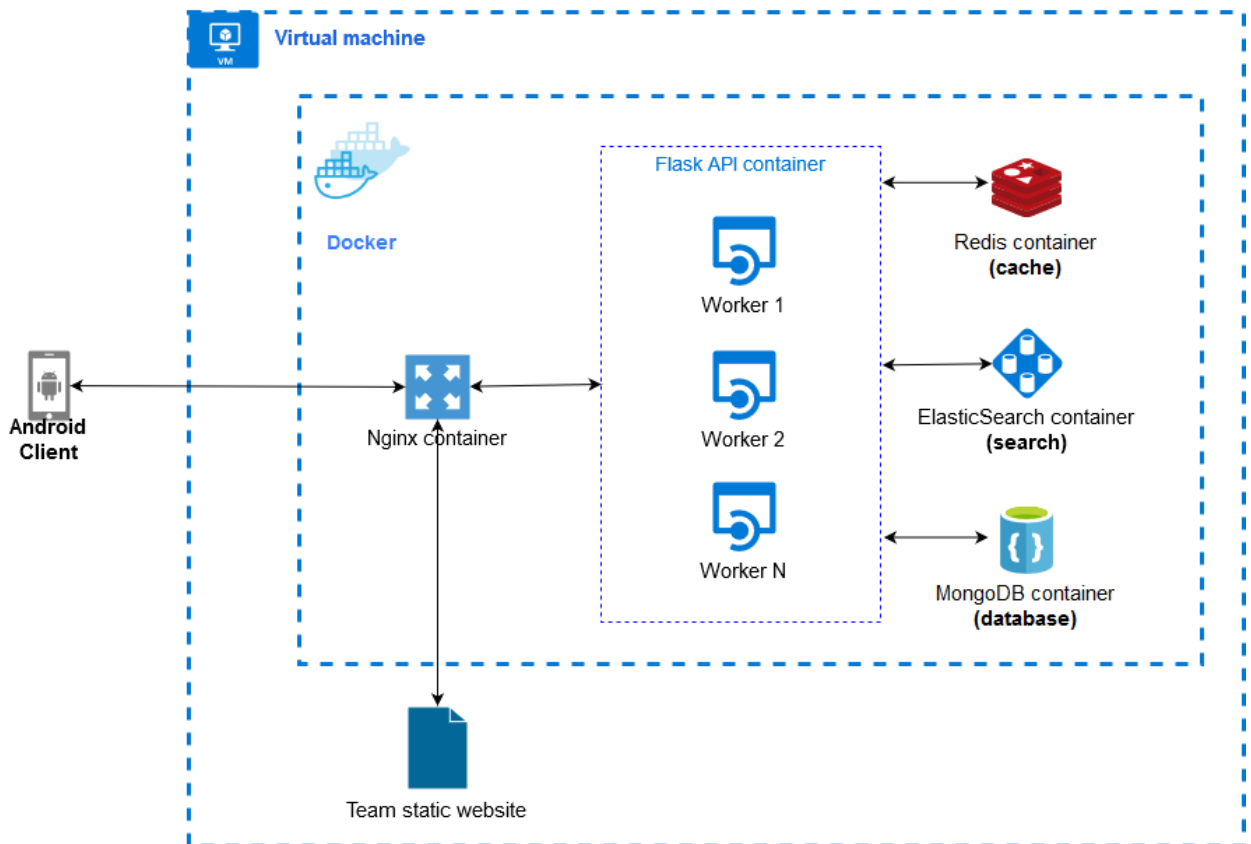 VM
Virtual machine
Docker
Flask API container
Worker 1
Worker 2
Worker N
Redis container
(cache)
ElasticSearch container
(search)
MongoDB container
(database)
Android
Client
Nginx container
Team static website